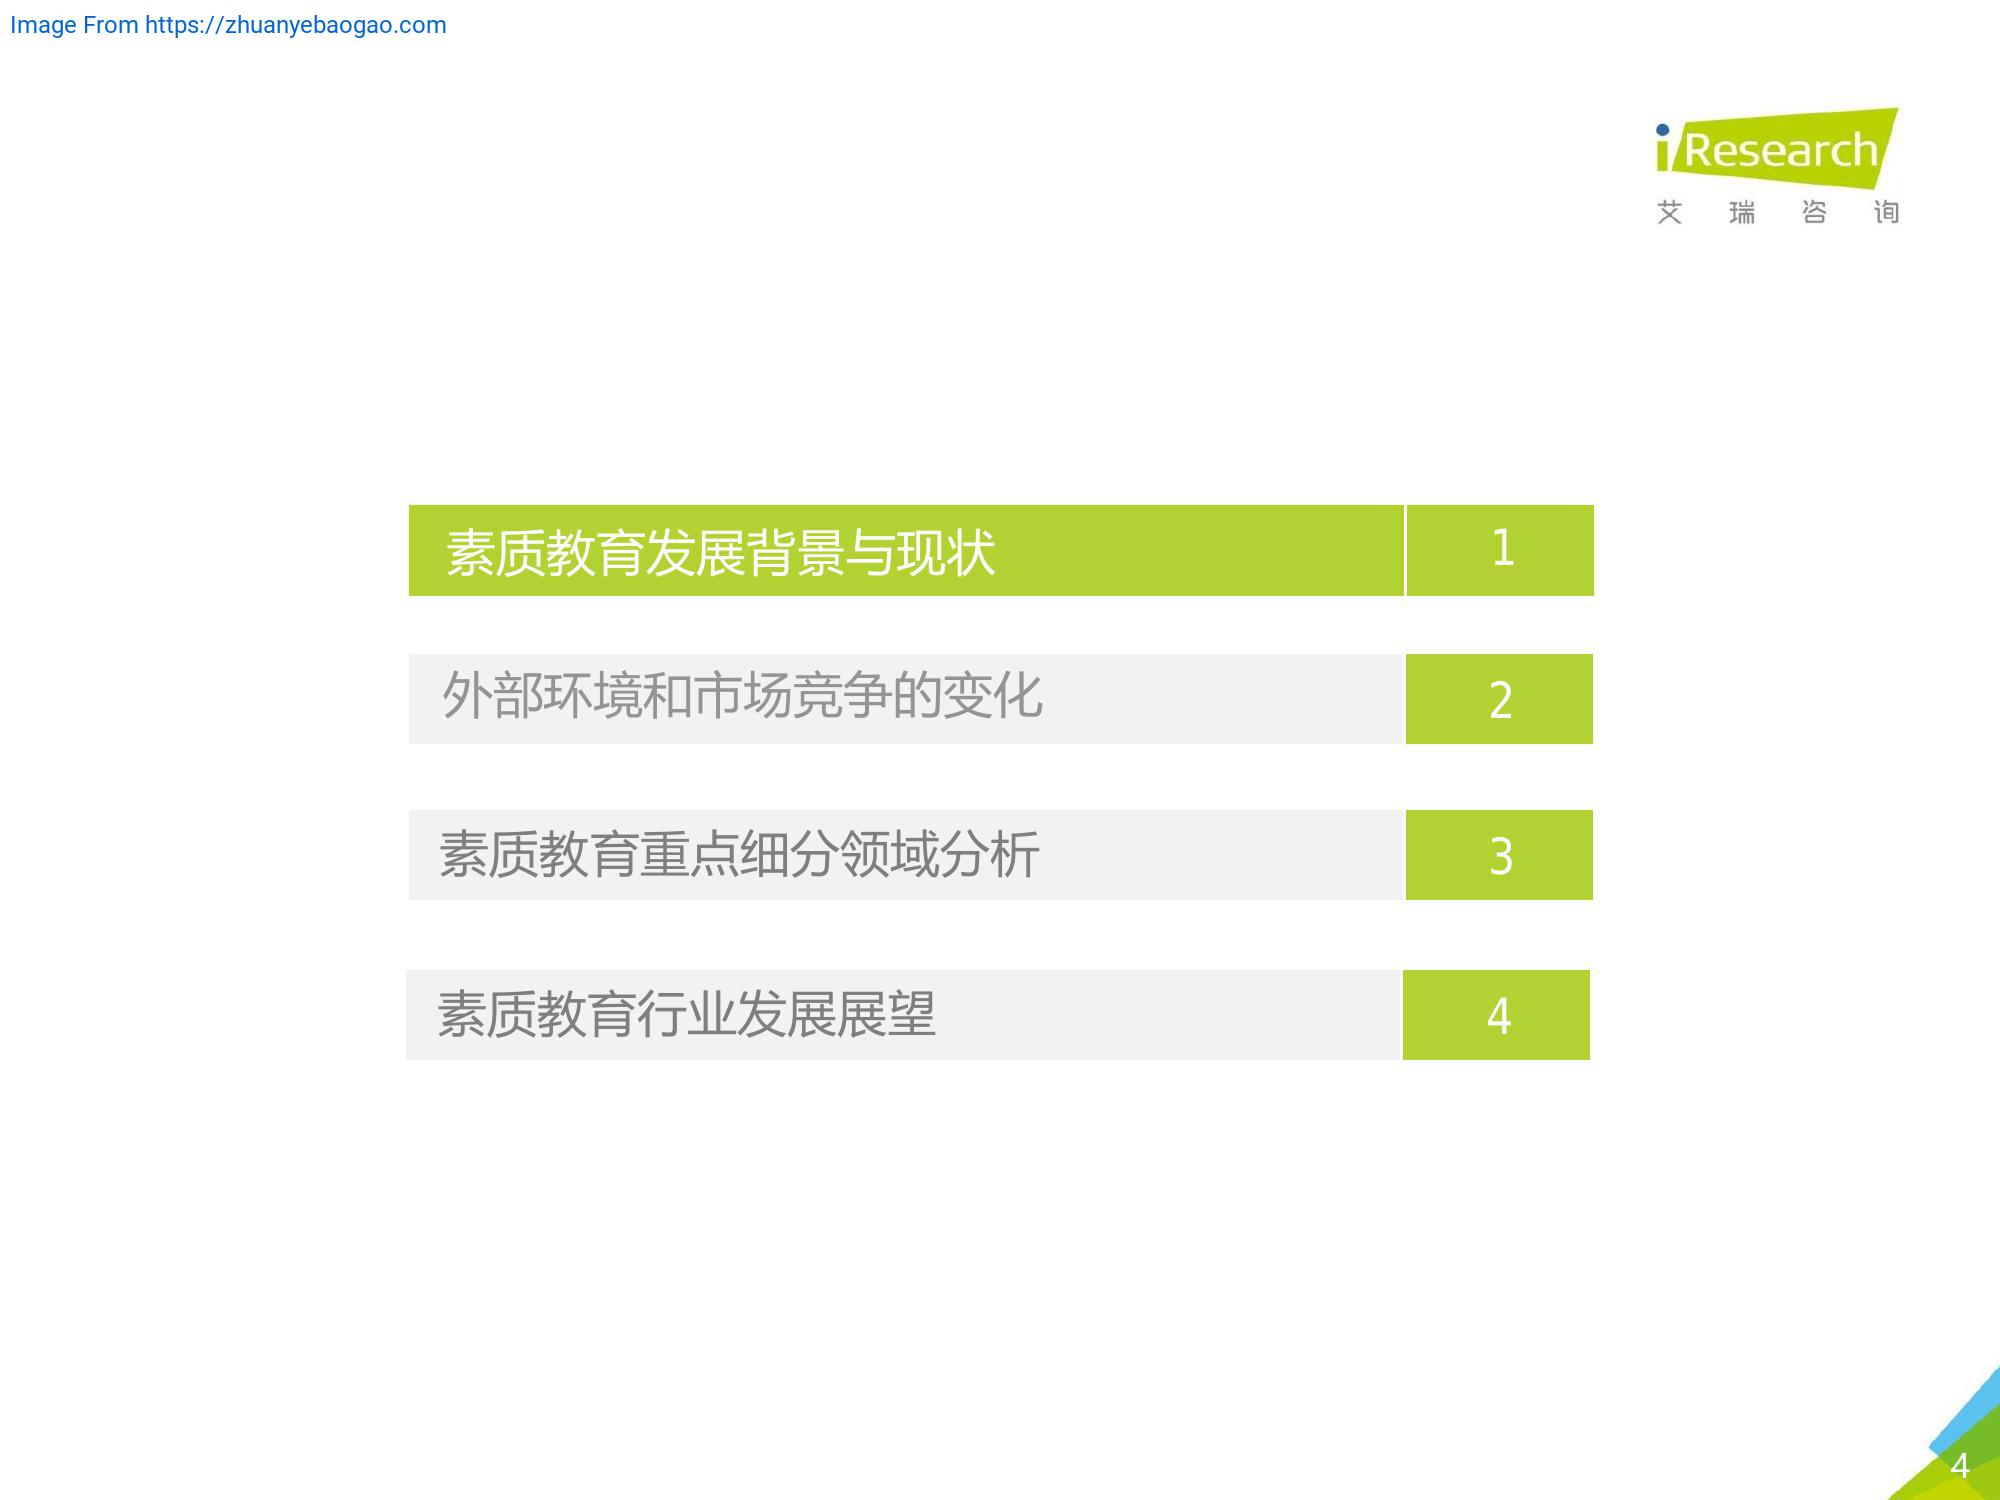 Image From https://zhuanyebaogao.com
iResearch
艾瑞咨询
素质教育发展背景与现状 1
外部环境和市场竞争的变化 2
素质教育重点细分领域分析 3
素质教育行业发展展望 4
4